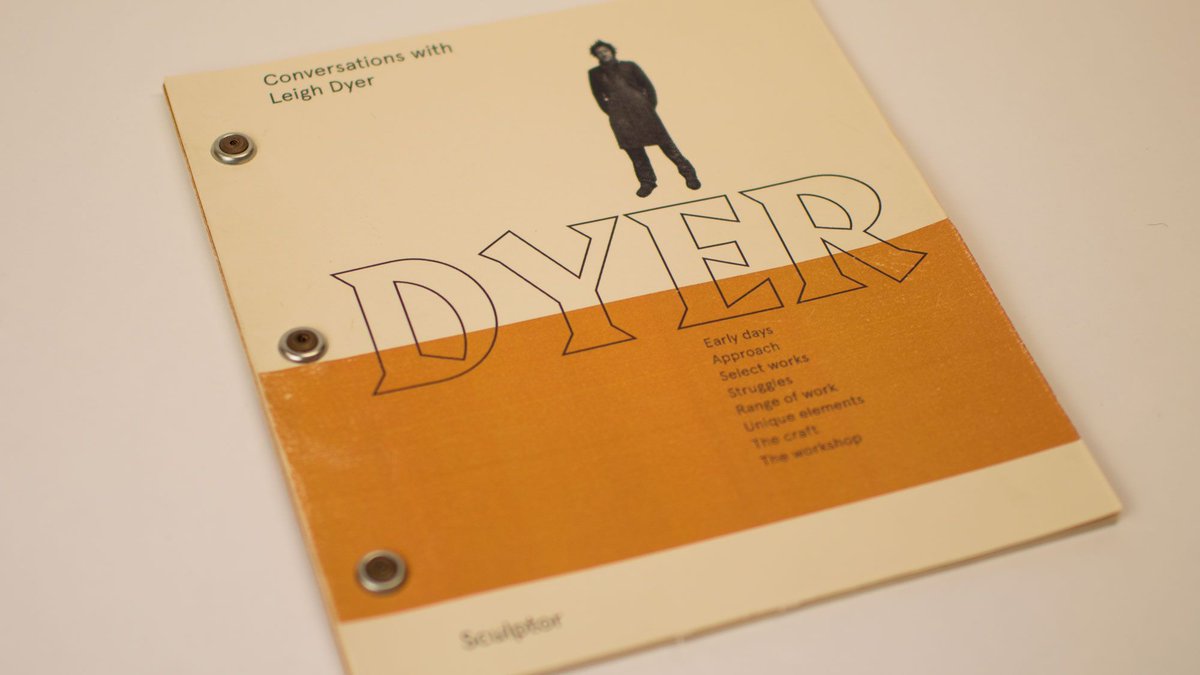 Conversations with
Leigh Dyer
DYER
Early days
Approach
Select works
Struggles
Range of work
Unique elements
The craft
The workshop
Sculptor